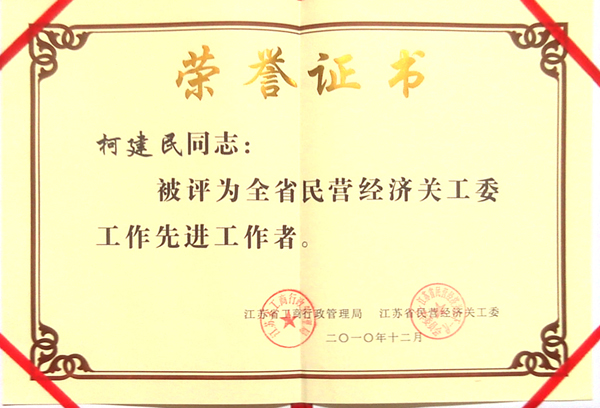 荣誉证书
柯建民同志：
被评为全省民营经济关工委
工作先进工作者。
江苏省工商行政管理局 江苏省民营经济关工委
二〇一〇年十二月